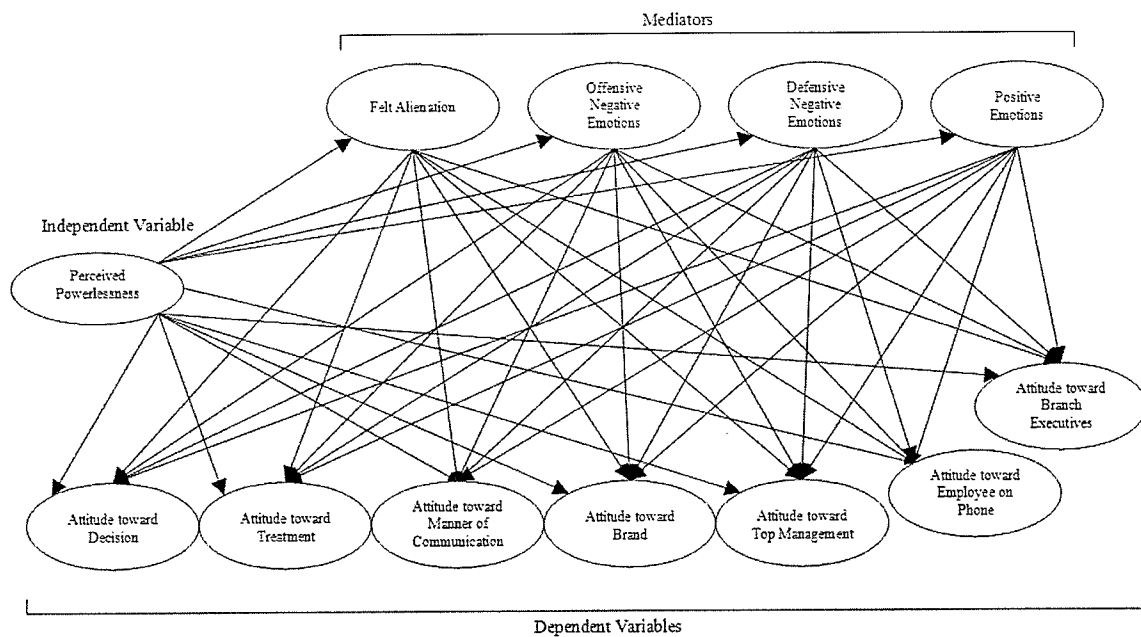 Mediators
Felt Alienation
Offensive
Negative
Emotions
Defensive
Negative
Emotions
Positive
Emotions
Independent Variable
Perceived
Powerlessness
Attitude toward
Branch
Executives
Attitude toward
Employee on
Phone
Attitude toward
Decision
Attitude toward
Treatment
Attitude toward
Manner of
Communication
Attitude toward
Brand
Attitude toward
Top Management
Dependent Variables